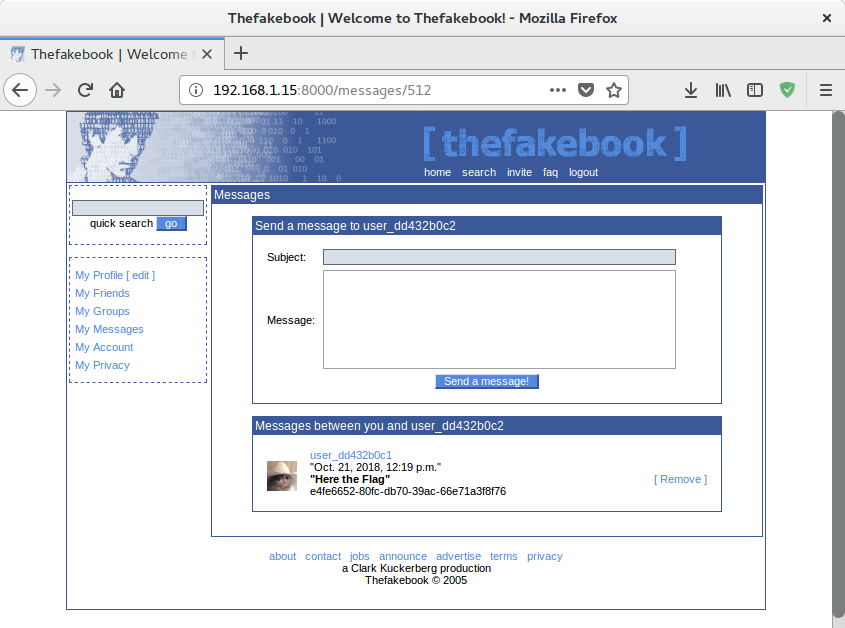 Thefakebook | Welcome to Thefakebook! - Mozilla Firefox
Thefakebook | Welcome
192.168.1.15:8000/messages/512
[ thefakebook ]
home search invite faq logout
quick search go
My Profile [ edit ]
My Friends
My Groups
My Messages
My Account
My Privacy
Messages
Send a message to user_dd432b0c2
Subject:
Message:
Send a message!
Messages between you and user_dd432b0c2
user_dd432b0c1
"Oct. 21, 2018, 12:19 p.m."
"Here the Flag"
e4fe6652-80fc-db70-39ac-66e71a3f8f76
[ Remove ]
about contact jobs announce advertise terms privacy
a Clark Kuckerberg production
Thefakebook © 2005